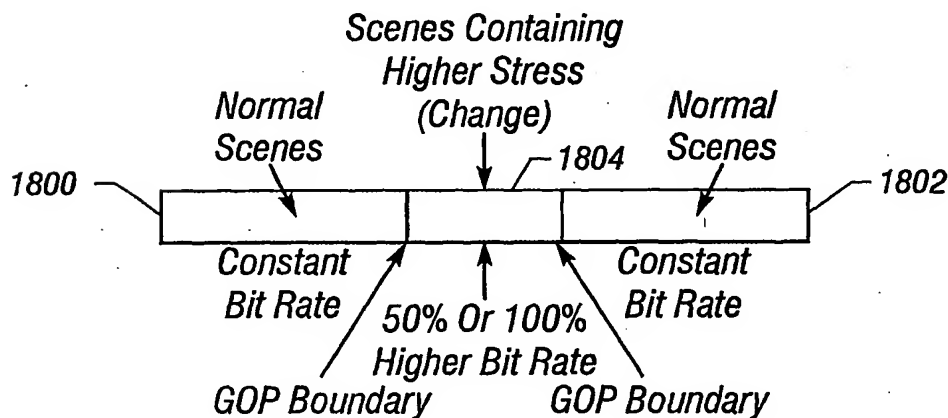 Scenes Containing
Higher Stress
(Change)
Normal
Scenes
Normal
Scenes
1800
1804
1802
Constant
Bit Rate
Constant
Bit Rate
50% Or 100%
Higher Bit Rate
GOP Boundary
GOP Boundary